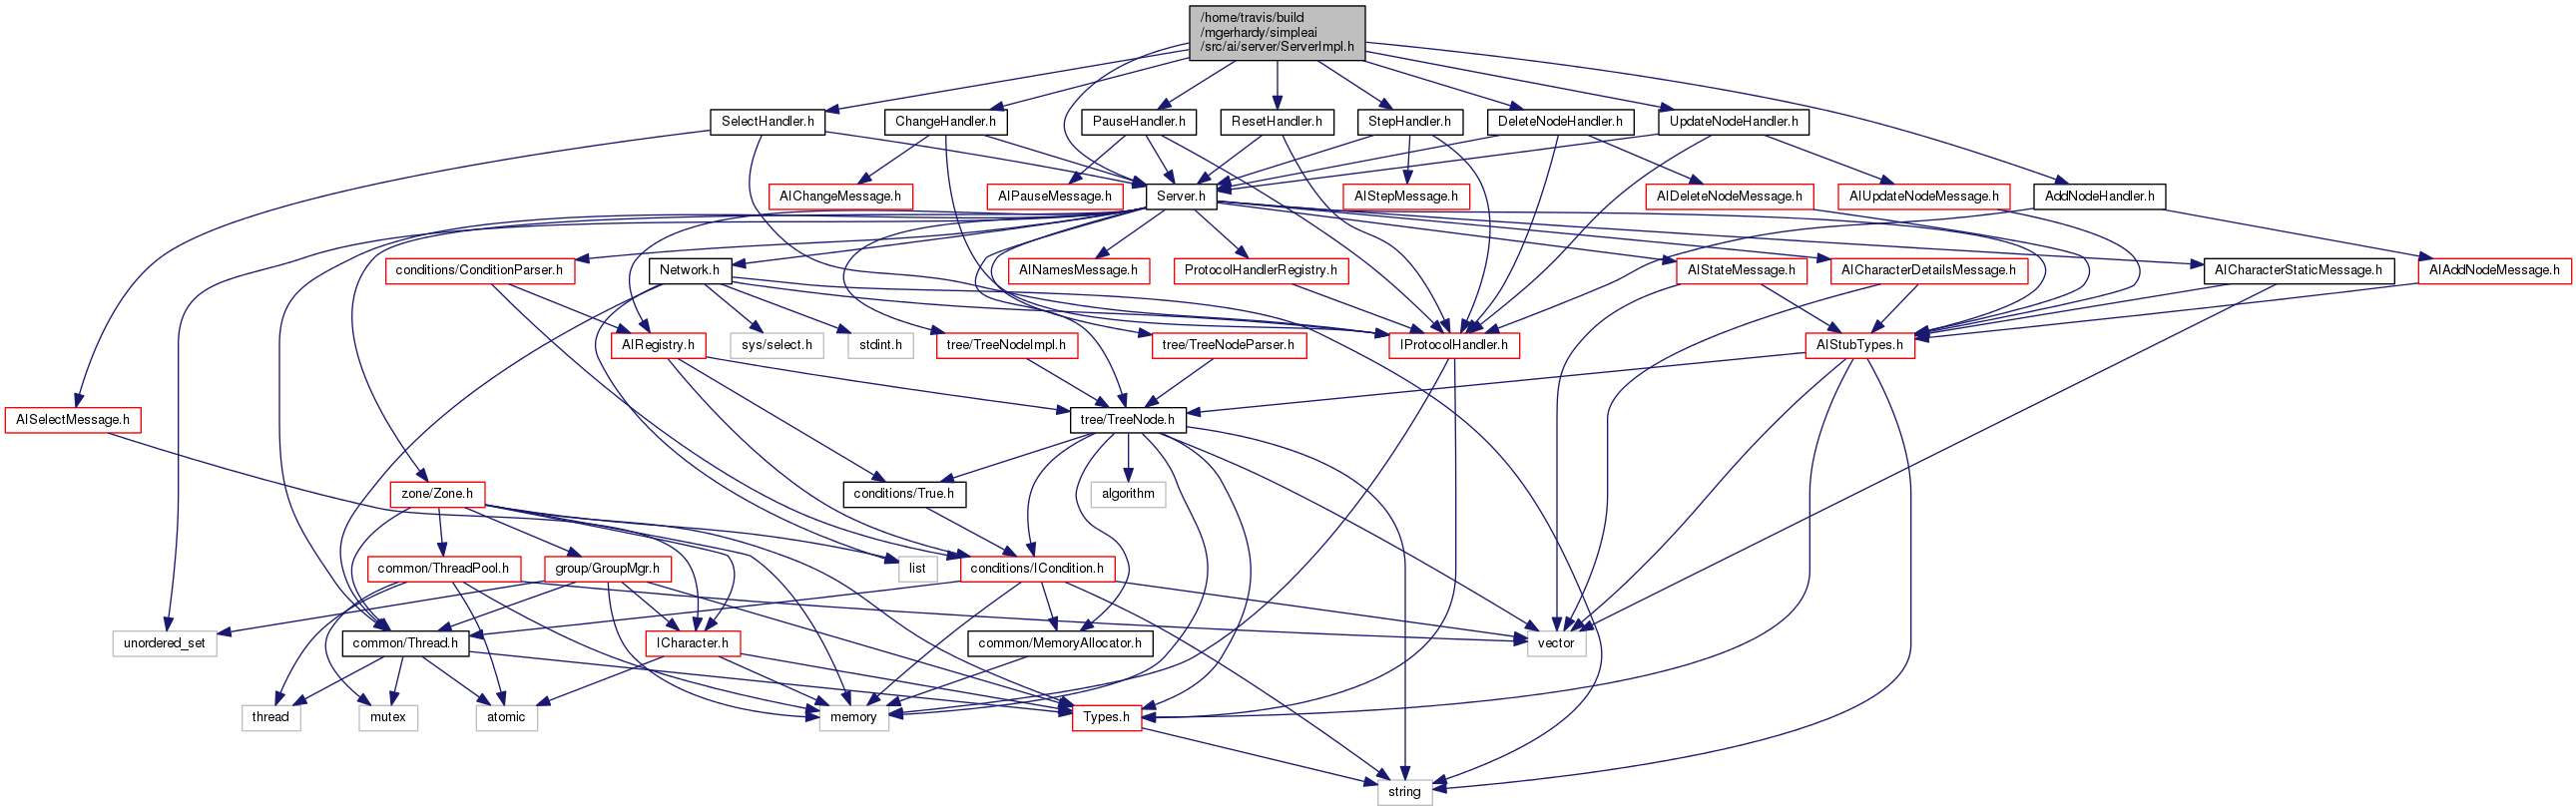 /home/travis/build
/mgerhardy/simpleai
/src/ai/server/ServerImpl.h
SelectHandler.h
ChangeHandler.h
PauseHandler.h
ResetHandler.h
StepHandler.h
DeleteNodeHandler.h
UpdateNodeHandler.h
AIChangeMessage.h
AIPauseMessage.h
Server.h
AIStepMessage.h
AIDeleteNodeMessage.h
AIUpdateNodeMessage.h
AddNodeHandler.h
conditions/ConditionParser.h
Network.h
AINamesMessage.h
ProtocolHandlerRegistry.h
AIStateMessage.h
AICharacterDetailsMessage.h
AICharacterStaticMessage.h
AIAddNodeMessage.h
AIRegistry.h
sys/select.h
stdint.h
tree/TreeNodeImpl.h
tree/TreeNodeParser.h
IProtocolHandler.h
AIStubTypes.h
AISelectMessage.h
tree/TreeNode.h
zone/Zone.h
conditions/True.h
algorithm
common/ThreadPool.h
group/GroupMgr.h
list
conditions/ICondition.h
unordered_set
common/Thread.h
ICharacter.h
common/MemoryAllocator.h
vector
thread
mutex
atomic
memory
Types.h
string